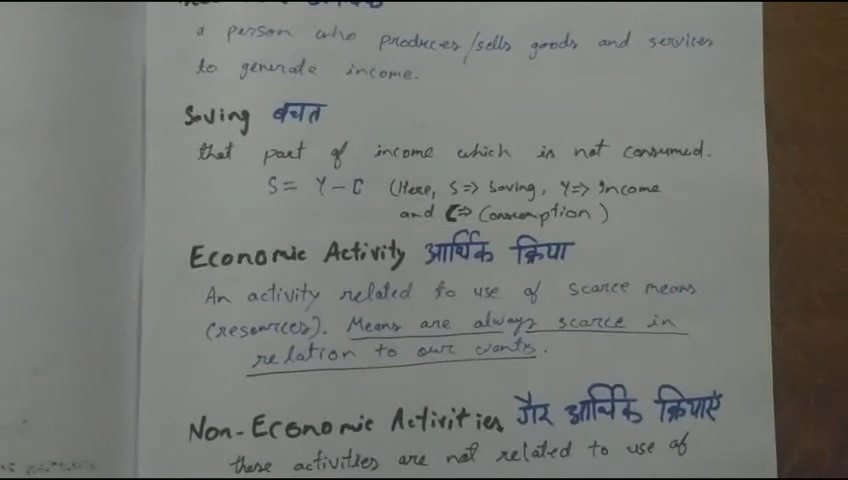 a person who produces/sells goods and services
to generate income.
Saving बचत
that part of income which is not consumed.
S = Y - C (Here, S => Saving, Y => Income
and C => Consumption)
Economic Activity आर्थिक क्रिया
An activity related to use of scarce means
(resources). Means are always scarce in
relation to our wants.
Non-Economic Activities गैर आर्थिक क्रियाएँ
these activities are not related to use of